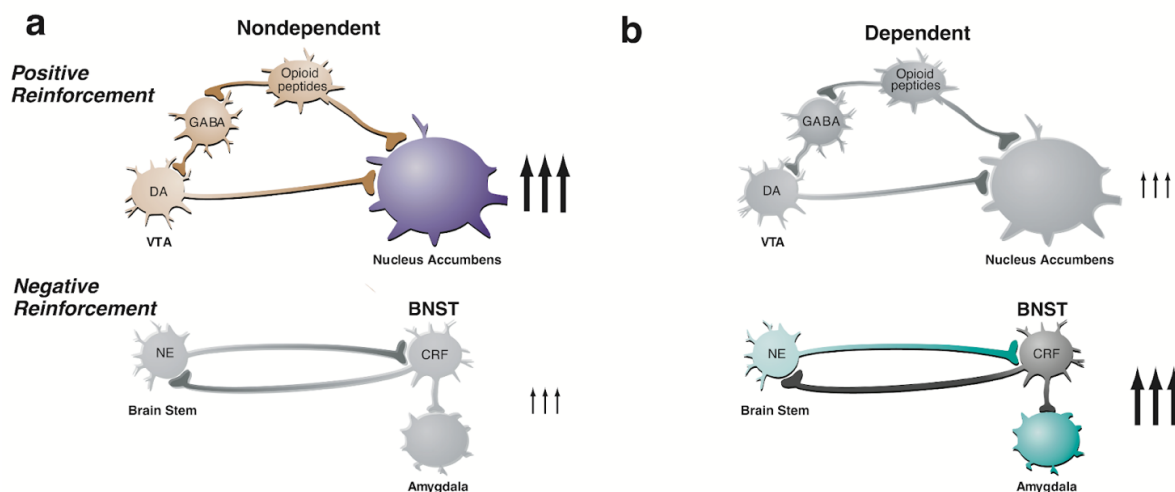 a
Nondependent
Positive
Reinforcement
Opioid
peptides
GABA
DA
VTA
Nucleus Accumbens
Negative
Reinforcement
BNST
NE
CRF
Brain Stem
Amygdala
b
Dependent
Opioid
peptides
GABA
DA
VTA
Nucleus Accumbens
BNST
NE
CRF
Brain Stem
Amygdala